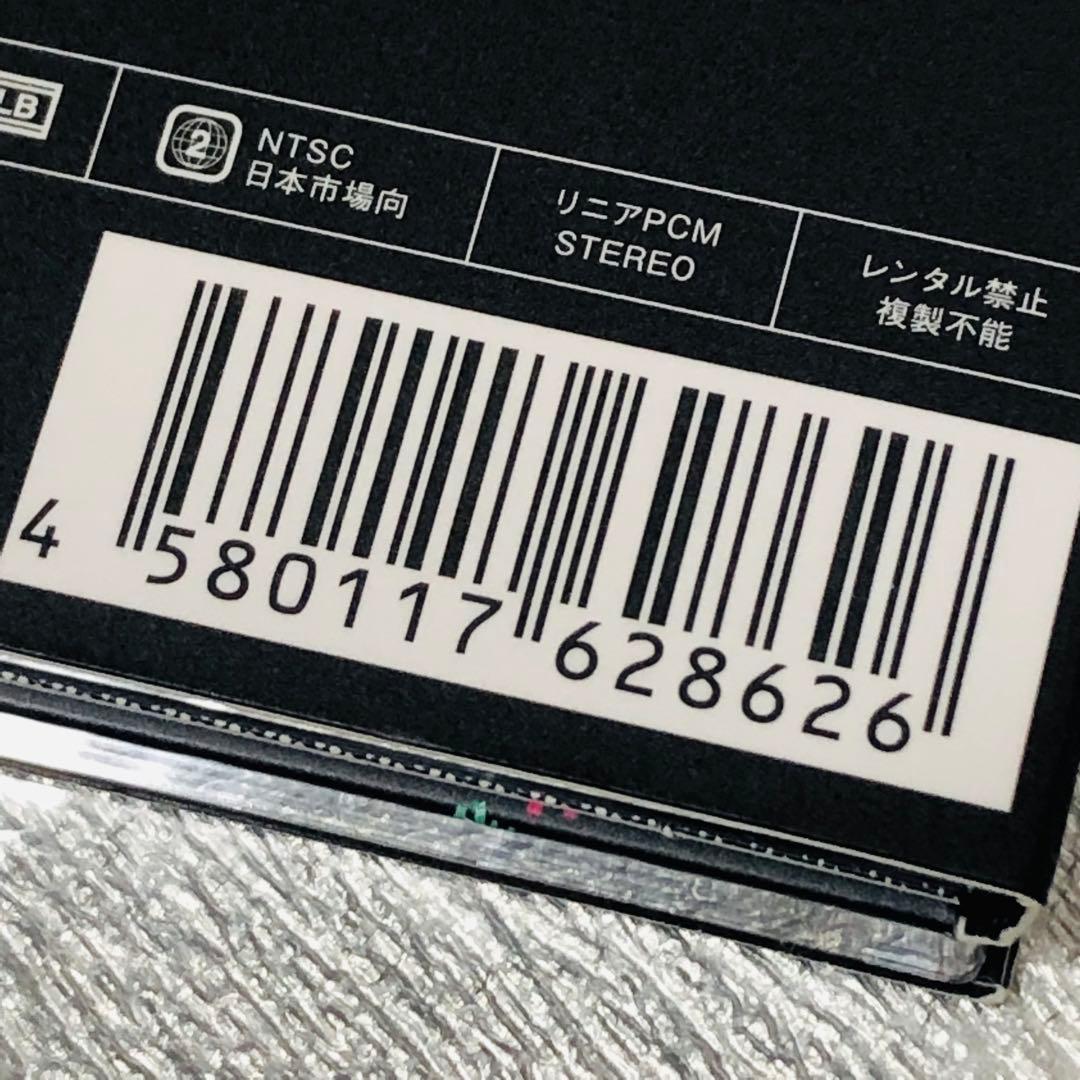 LB
2
NTSC
日本市場向
リニアPCM
STEREO
レンタル禁止
複製不能
4 580117 628626